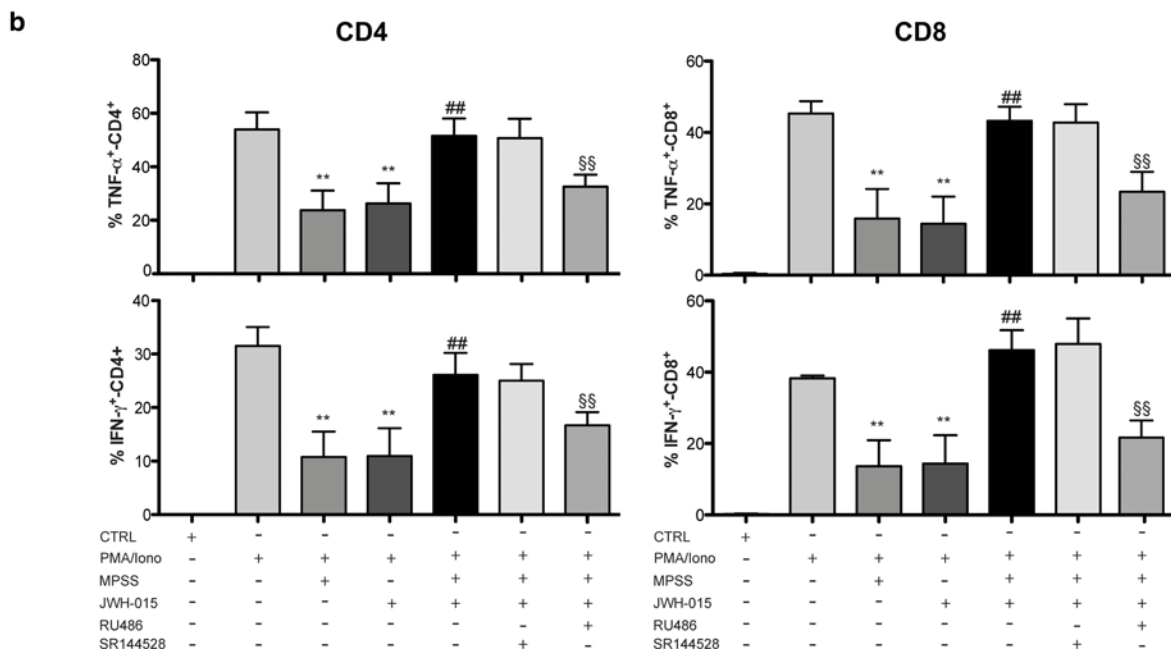 b
CD4
CD8
% TNF-α⁺-CD4⁺
80
60
40
20
0
**
**
##
§§
% TNF-α⁺-CD8⁺
60
40
20
0
**
**
##
§§
% IFN-γ⁺-CD4+
40
30
20
10
0
**
**
##
§§
% IFN-γ⁺-CD8⁺
60
40
20
0
**
**
##
§§
CTRL + - - - - - -
PMA/Iono - + + + + + +
MPSS - - + - + + +
JWH-015 - - - + + + +
RU486 - - - - - - +
SR144528 - - - - - + -
CTRL + - - - - - -
PMA/Iono - + + + + + +
MPSS - - + - + + +
JWH-015 - - - + + + +
RU486 - - - - - - +
SR144528 - - - - - + -